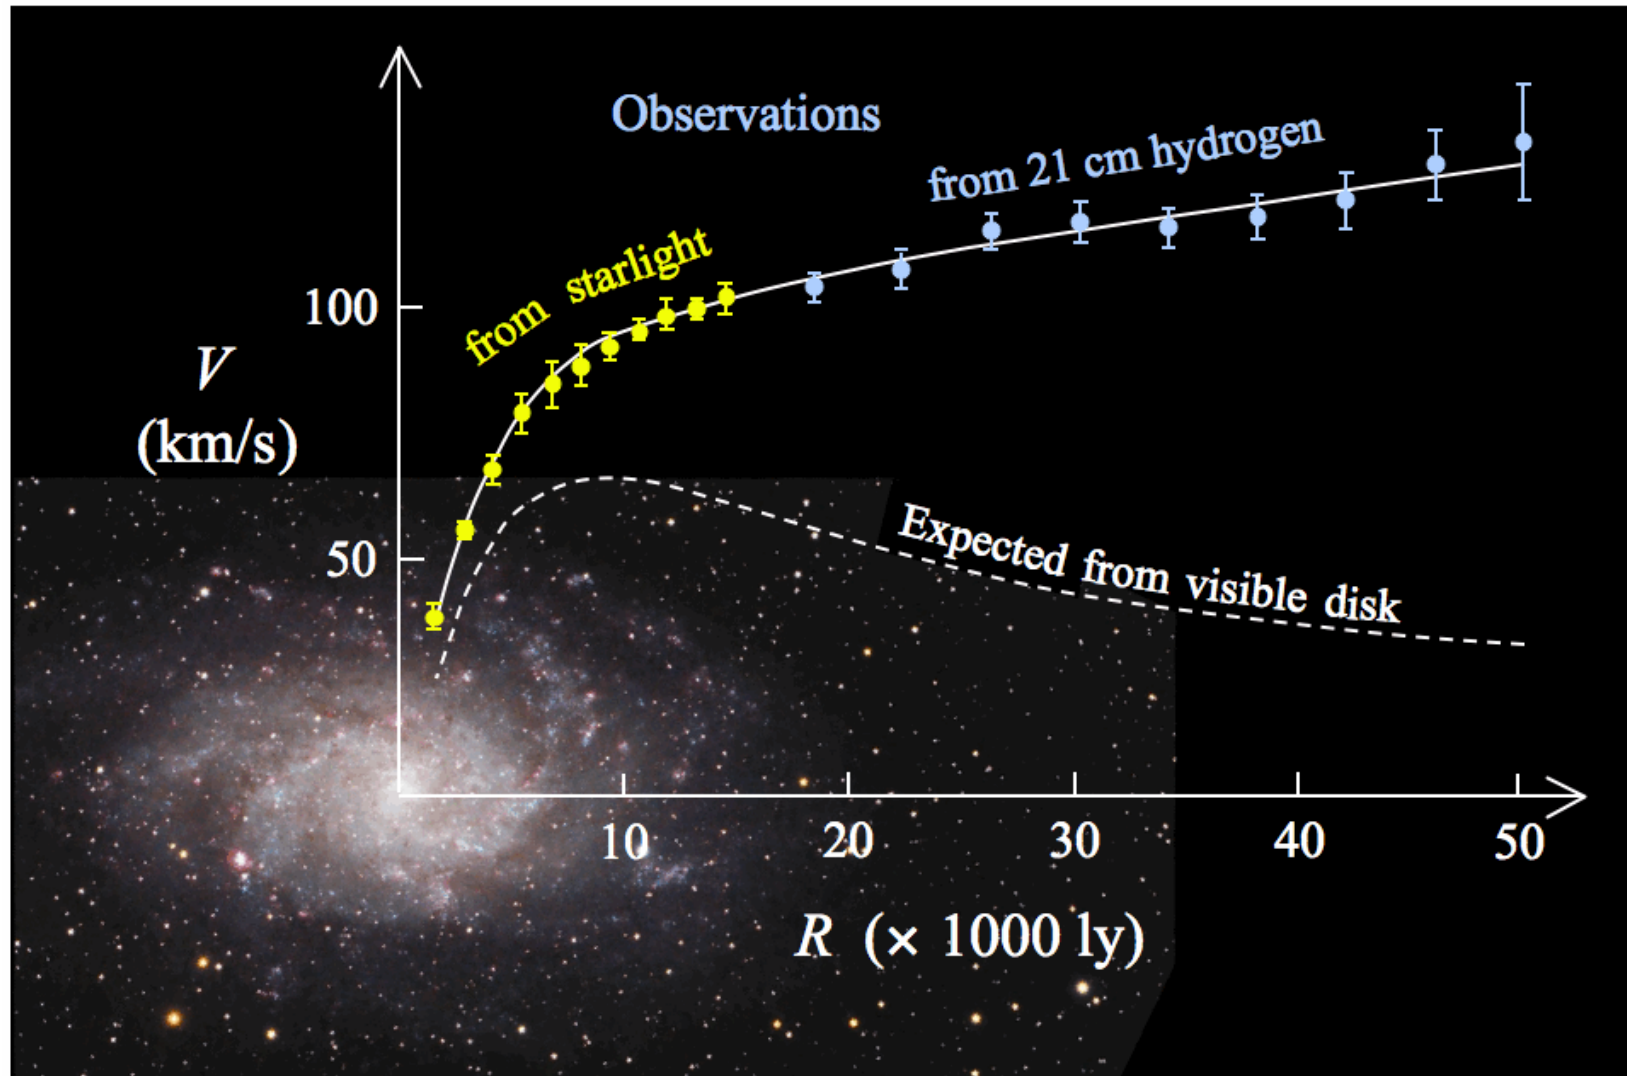 Observations
from 21 cm hydrogen
from starlight
100
V
(km/s)
50
Expected from visible disk
10
20
30
40
50
R (× 1000 ly)